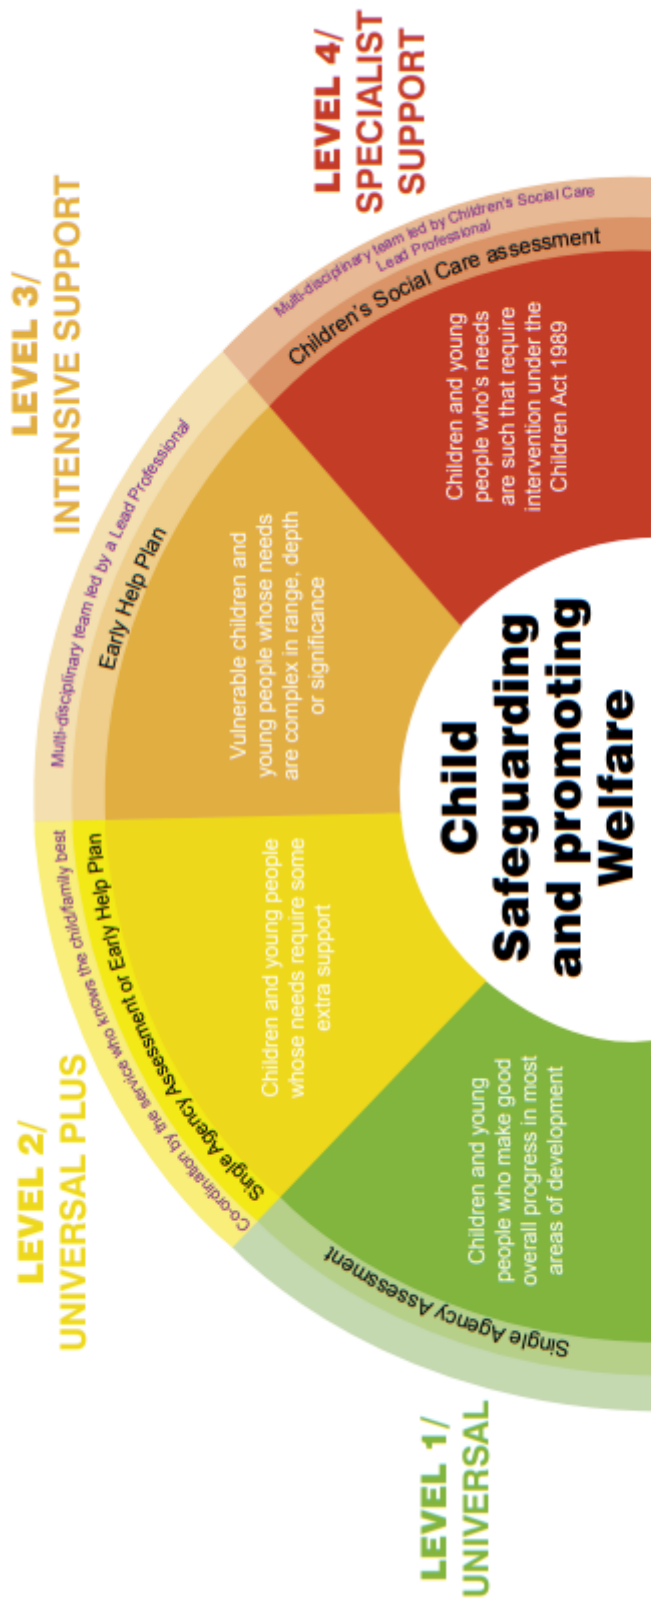 LEVEL 1/
UNIVERSAL
Single Agency Assessment
Children and young
people who make good
overall progress in most
areas of development
LEVEL 2/
UNIVERSAL PLUS
Co-ordination by the service who knows the child/family best
Single Agency Assessment or Early Help Plan
Children and young people
whose needs require some
extra support
LEVEL 3/
INTENSIVE SUPPORT
Multi-disciplinary team led by a Lead Professional
Early Help Plan
Vulnerable children and
young people whose needs
are complex in range, depth
or significance
LEVEL 4/
SPECIALIST
SUPPORT
Multi-disciplinary team led by Children's Social Care
Lead Professional
Children's Social Care assessment
Children and young
people who's needs
are such that require
intervention under the
Children Act 1989
Child
Safeguarding
and promoting
Welfare